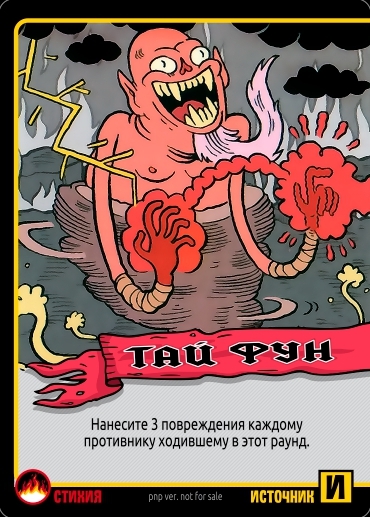 ТАЙ ФУН
Нанесите 3 повреждения каждому
противнику ходившему в этот раунд.
СТИХИЯ
pnp ver. not for sale
ИСТОЧНИК И